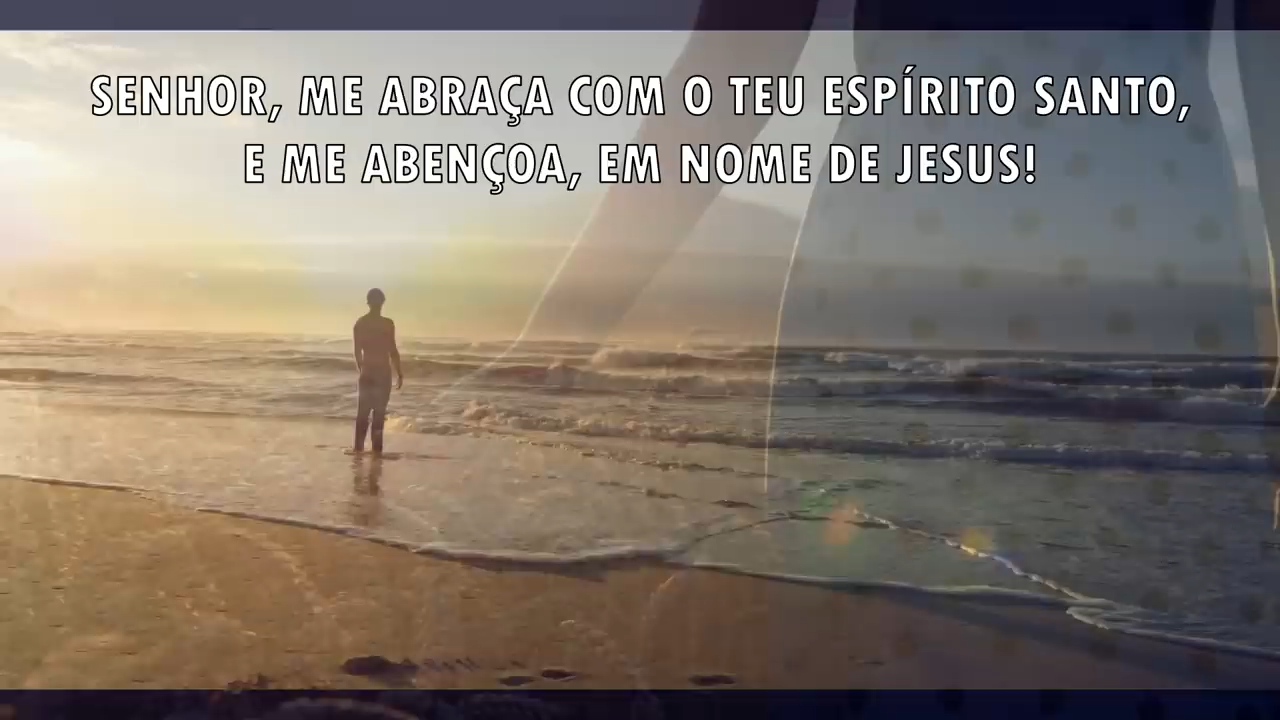 SENHOR, ME ABRAÇA COM O TEU ESPÍRITO SANTO,
E ME ABENÇOA, EM NOME DE JESUS!